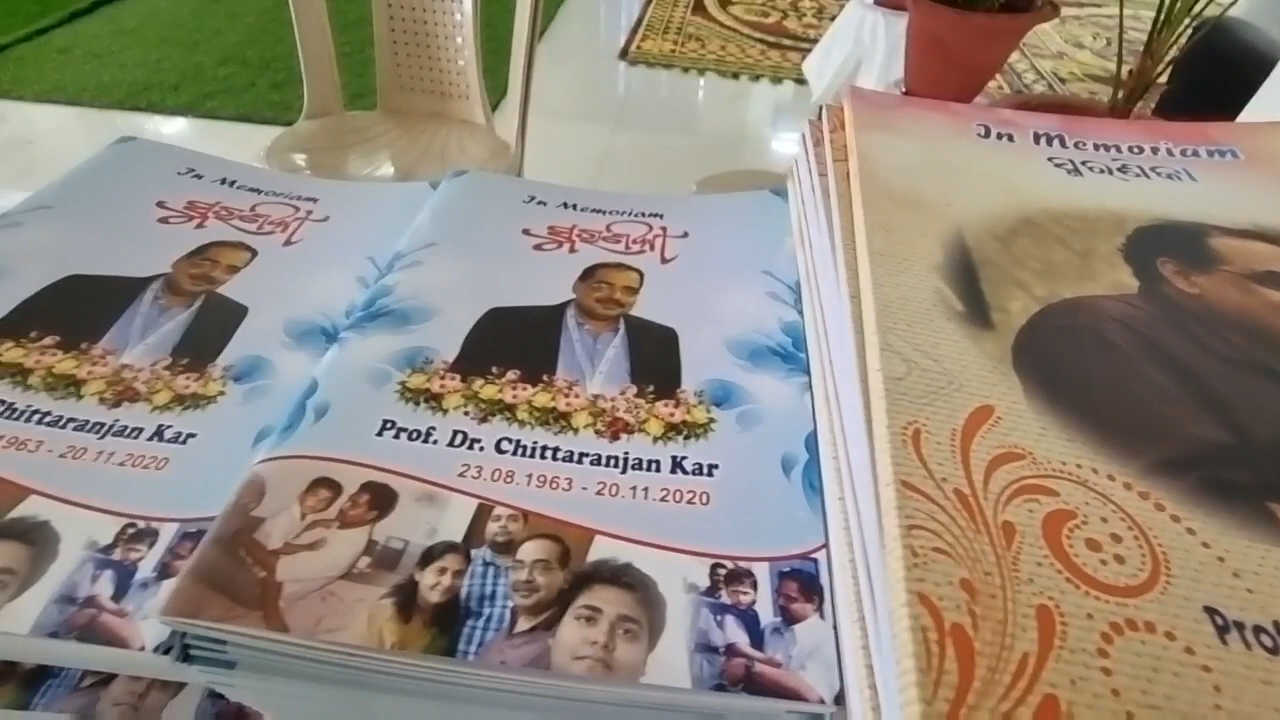 In Memoriam
ସ୍ମରଣିକା
Chittaranjan Kar
1963 - 20.11.2020
In Memoriam
ସ୍ମରଣିକା
Prof. Dr. Chittaranjan Kar
23.08.1963 - 20.11.2020
In Memoriam
ସ୍ମରଣିକା
Pro